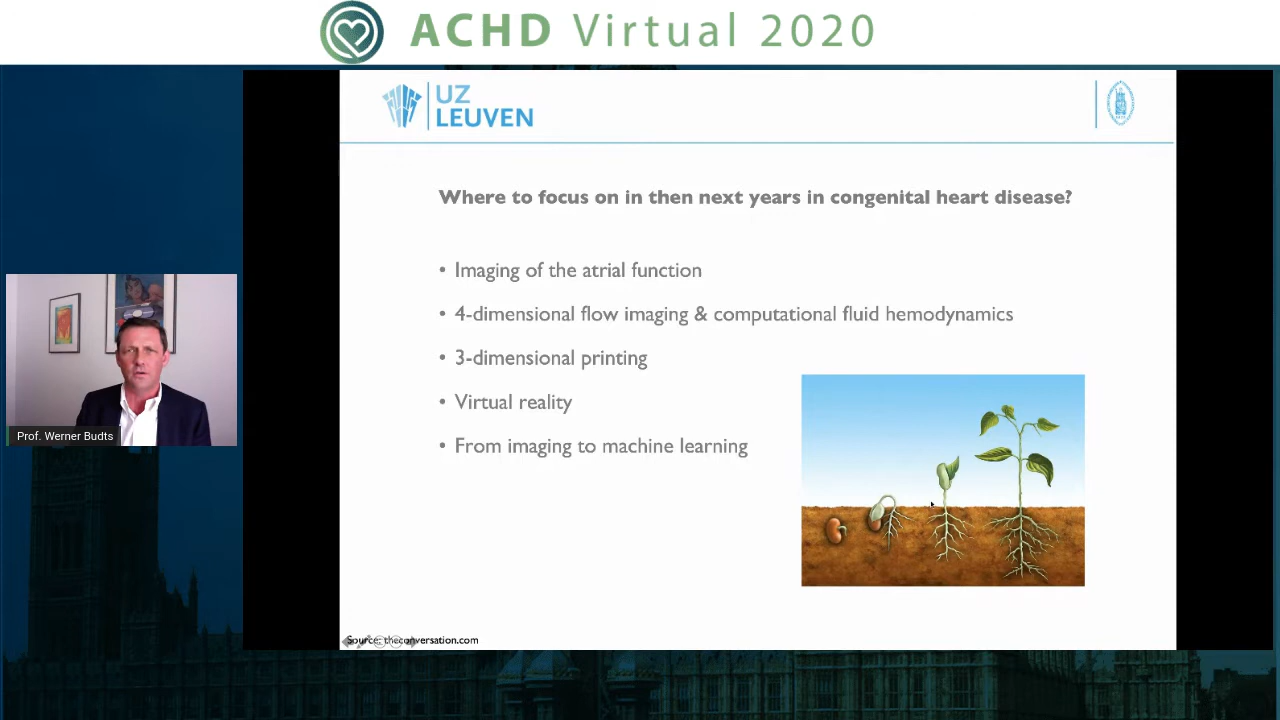 ACHD Virtual 2020
UZ
LEUVEN
Where to focus on in then next years in congenital heart disease?
• Imaging of the atrial function
• 4-dimensional flow imaging & computational fluid hemodynamics
• 3-dimensional printing
• Virtual reality
• From imaging to machine learning
Prof. Werner Budts
Source: theconversation.com